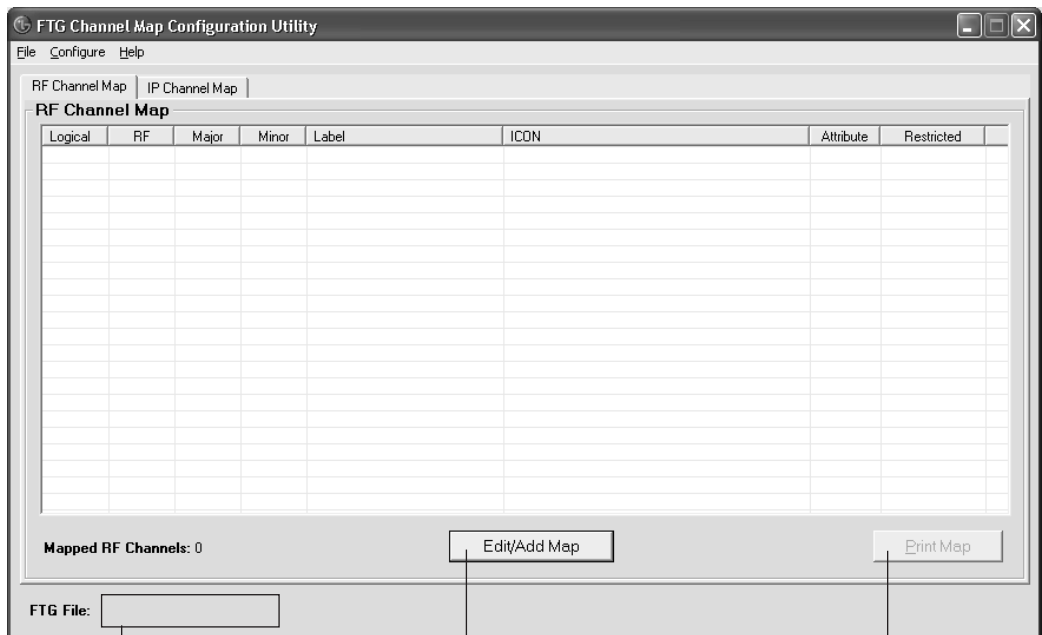 FTG Channel Map Configuration Utility
File Configure Help
RF Channel Map IP Channel Map
RF Channel Map
Logical RF Major Minor Label ICON Attribute Restricted
Mapped RF Channels: 0 Edit/Add Map Print Map
FTG File: